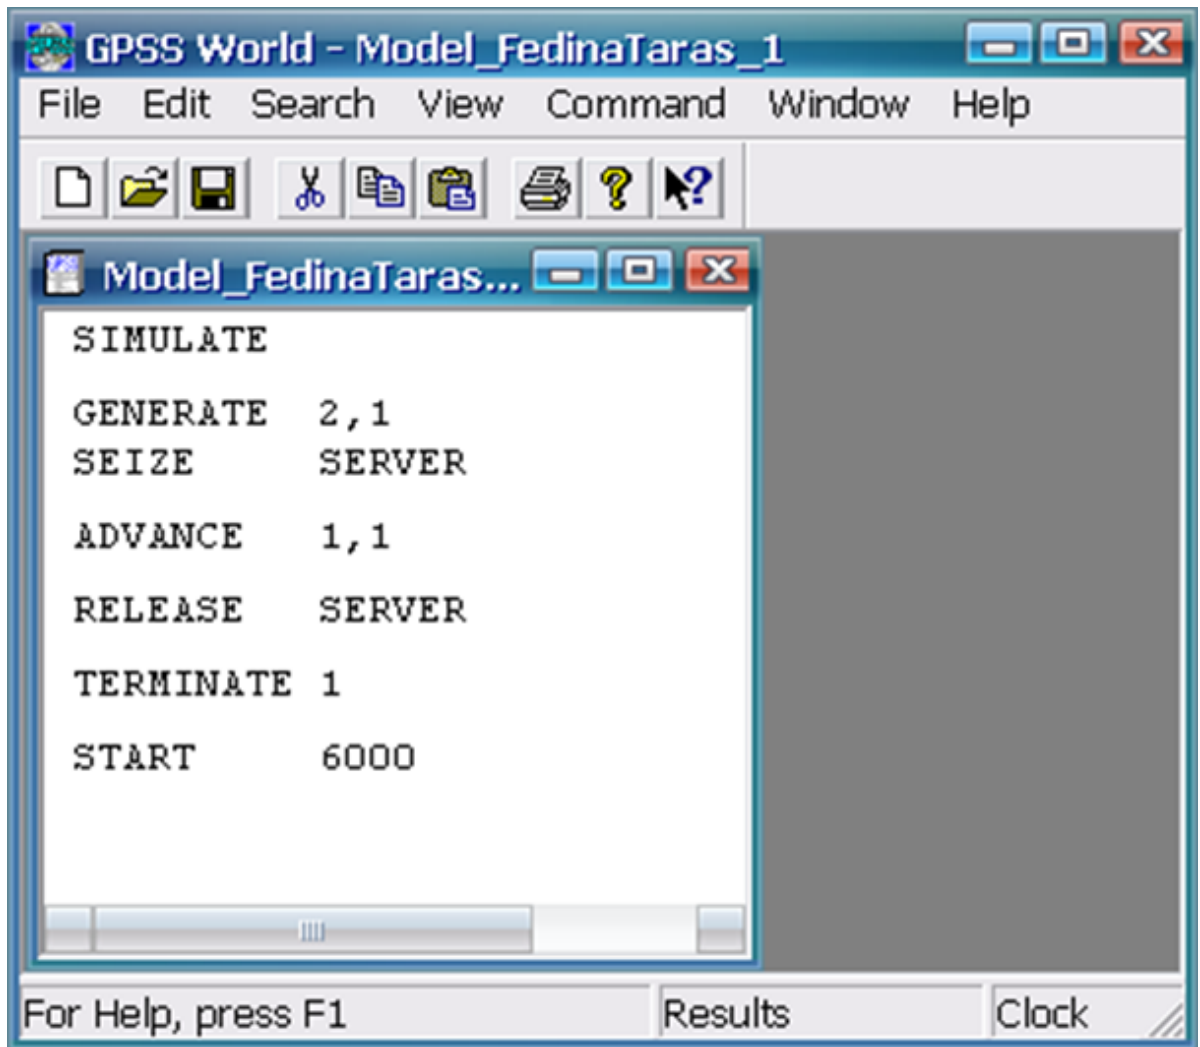 GPSS World - Model_FedinaTaras_1
File Edit Search View Command Window Help
Model_FedinaTaras...
SIMULATE
GENERATE 2,1
SEIZE SERVER
ADVANCE 1,1
RELEASE SERVER
TERMINATE 1
START 6000
For Help, press F1 Results Clock